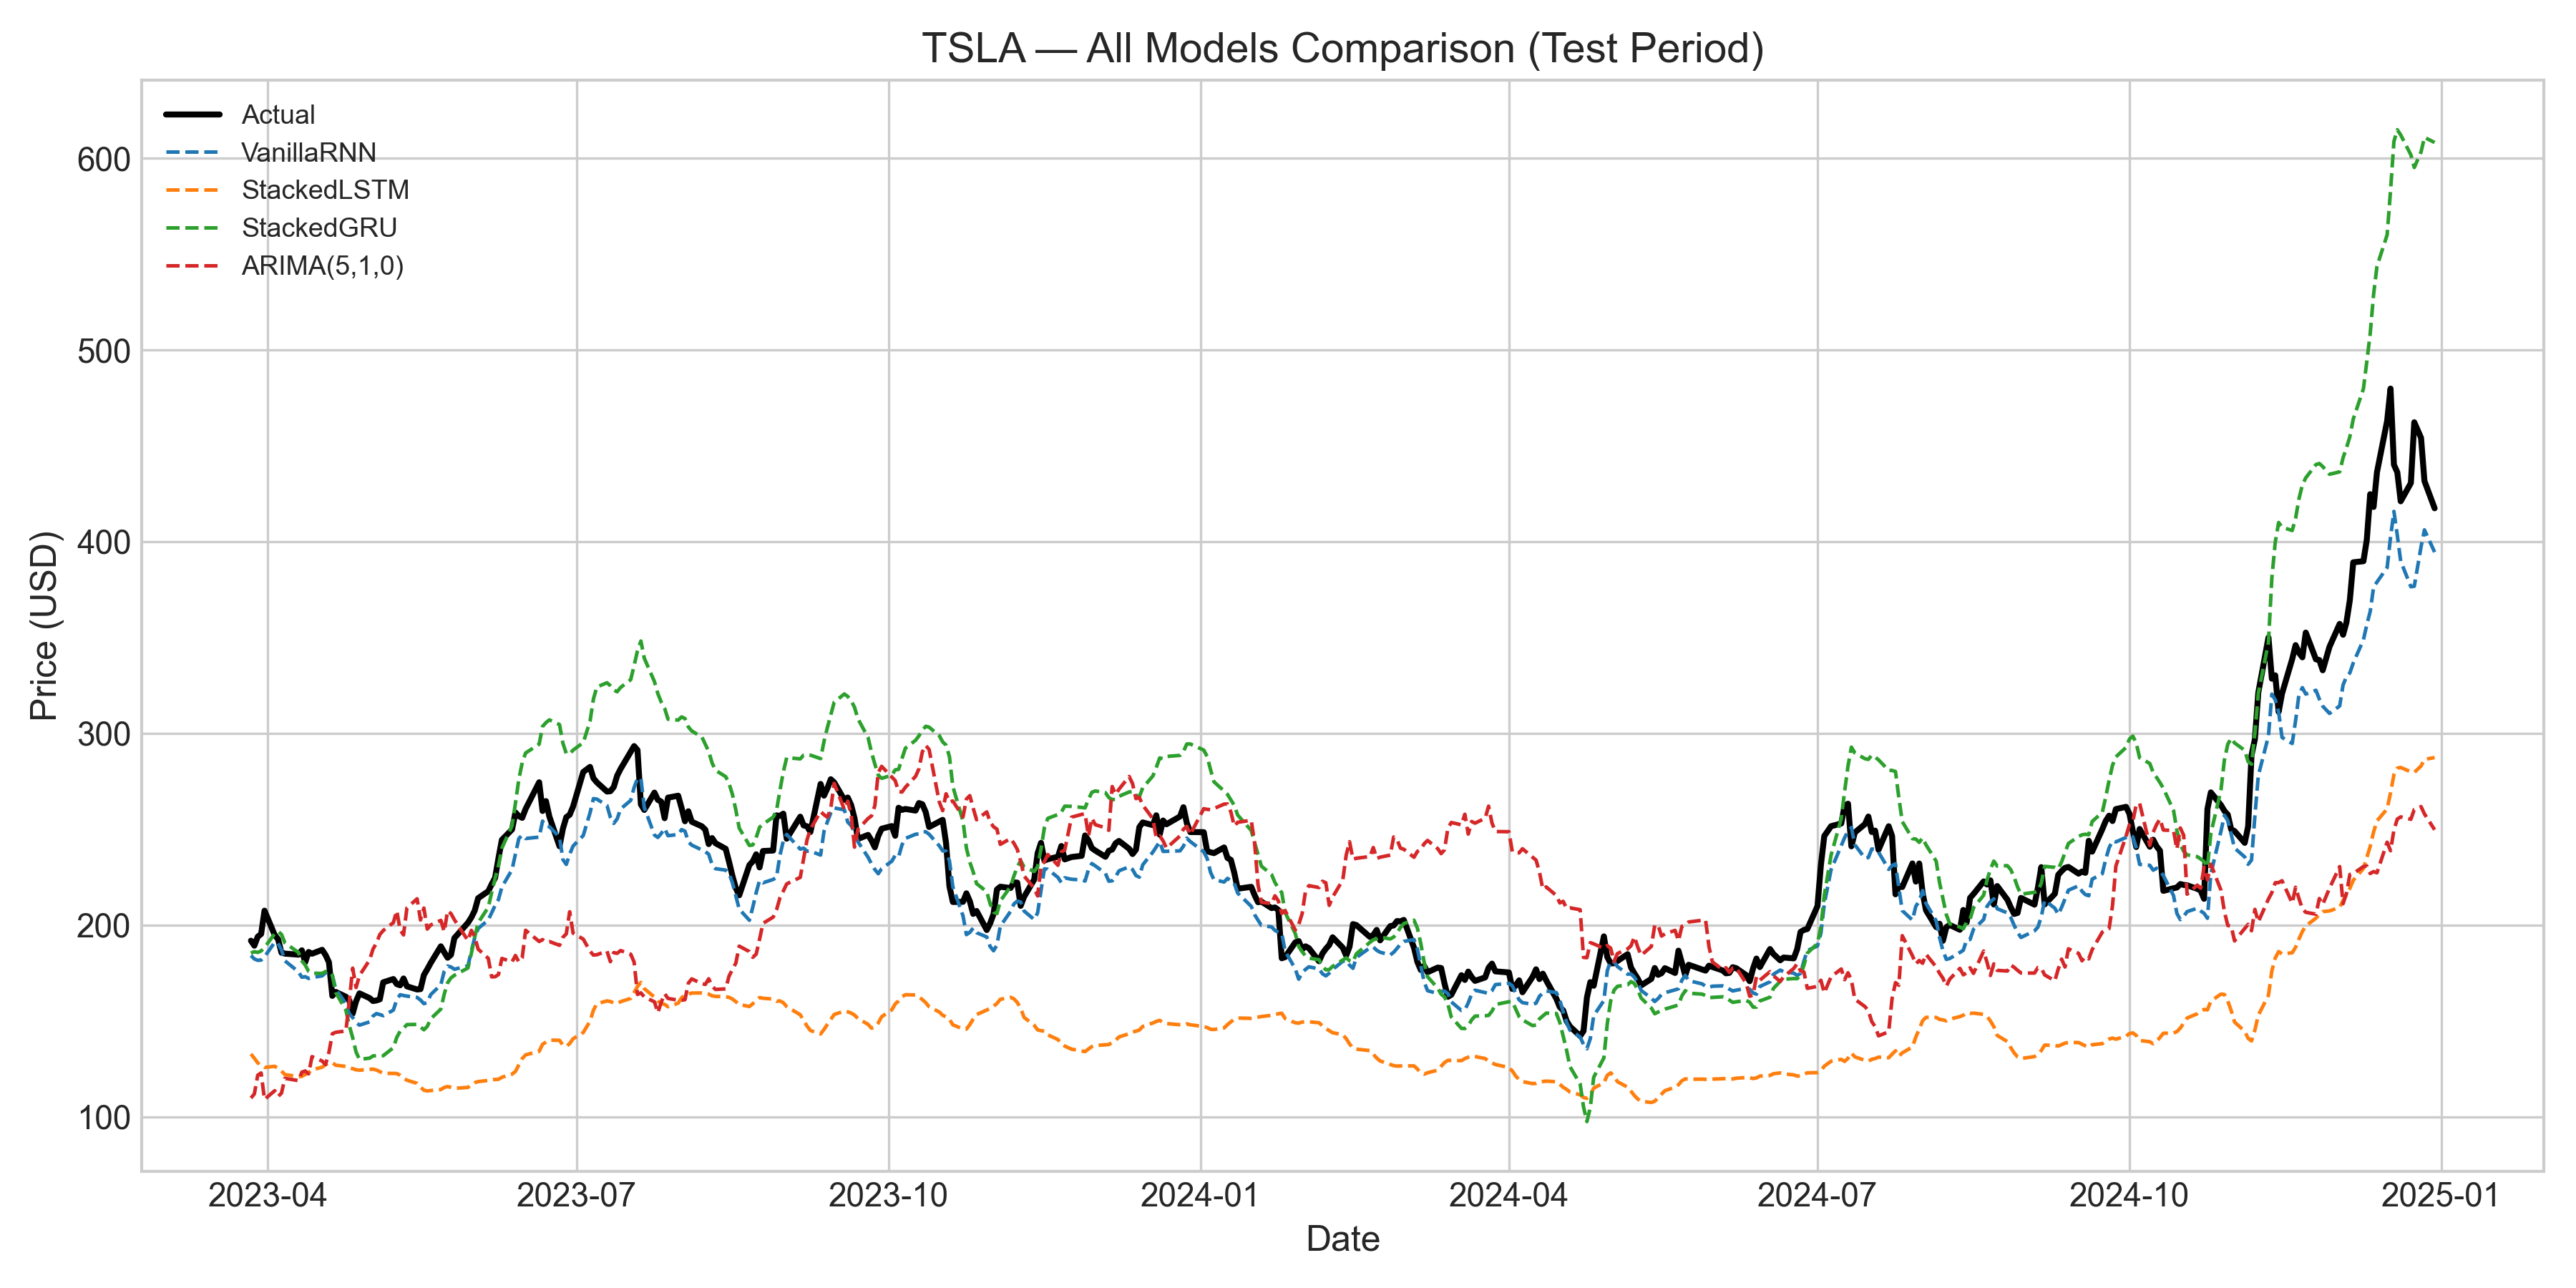 TSLA — All Models Comparison (Test Period)
Actual
VanillaRNN
StackedLSTM
StackedGRU
ARIMA(5,1,0)
Price (USD)
600
500
400
300
200
100
2023-04 2023-07 2023-10 2024-01 2024-04 2024-07 2024-10 2025-01
Date